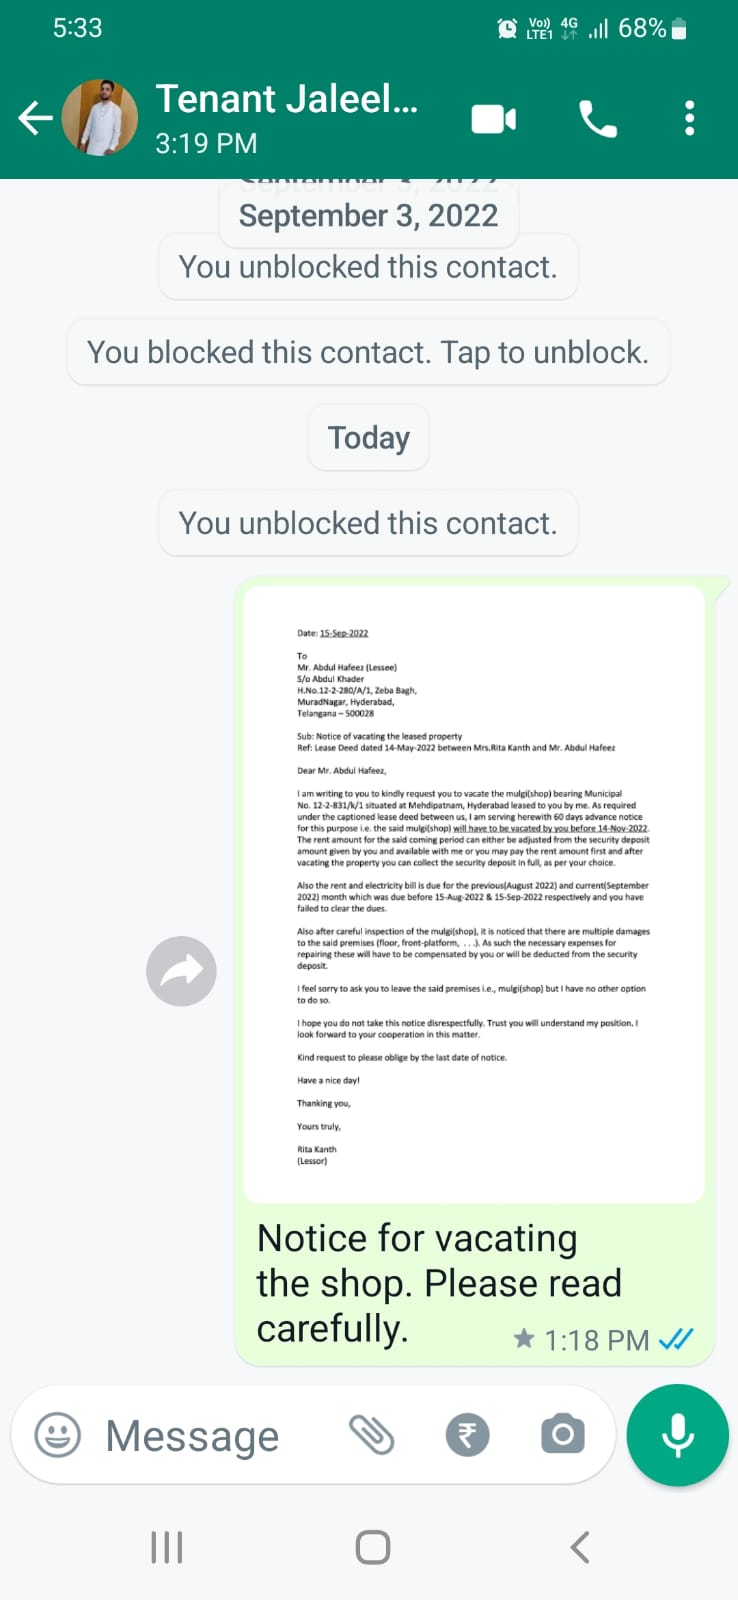 5:33
Vo)) 4G
LTE1
68%
Tenant Jaleel...
3:19 PM
September 3, 2022
September 3, 2022
You unblocked this contact.
You blocked this contact. Tap to unblock.
Today
You unblocked this contact.
Date: 15-Sep-2022
To
Mr. Abdul Hafeez (Lessee)
S/o Abdul Khader
H.No.12-2-280/A/1, Zeba Bagh,
MuradNagar, Hyderabad,
Telangana – 500028
Sub: Notice of vacating the leased property
Ref: Lease Deed dated 14-May-2022 between Mrs.Rita Kanth and Mr. Abdul Hafeez
Dear Mr. Abdul Hafeez,
I am writing to you to kindly request you to vacate the mulgi(shop) bearing Municipal
No. 12-2-831/k/1 situated at Mehdipatnam, Hyderabad leased to you by me. As required
under the captioned lease deed between us, I am serving herewith 60 days advance notice
for this purpose i.e. the said mulgi(shop) will have to be vacated by you before 14-Nov-2022.
The rent amount for the said coming period can either be adjusted from the security deposit
amount given by you and available with me or you may pay the rent amount first and after
vacating the property you can collect the security deposit in full, as per your choice.
Also the rent and electricity bill is due for the previous(August 2022) and current(September
2022) month which was due before 15-Aug-2022 & 15-Sep-2022 respectively and you have
failed to clear the dues.
Also after careful inspection of the mulgi(shop), it is noticed that there are multiple damages
to the said premises (floor, front-platform, . . .). As such the necessary expenses for
repairing these will have to be compensated by you or will be deducted from the security
deposit.
I feel sorry to ask you to leave the said premises i.e., mulgi(shop) but I have no other option
to do so.
I hope you do not take this notice disrespectfully. Trust you will understand my position. I
look forward to your cooperation in this matter.
Kind request to please oblige by the last date of notice.
Have a nice day!
Thanking you,
Yours truly,
Rita Kanth
(Lessor)
Notice for vacating
the shop. Please read
carefully.
1:18 PM
Message
₹